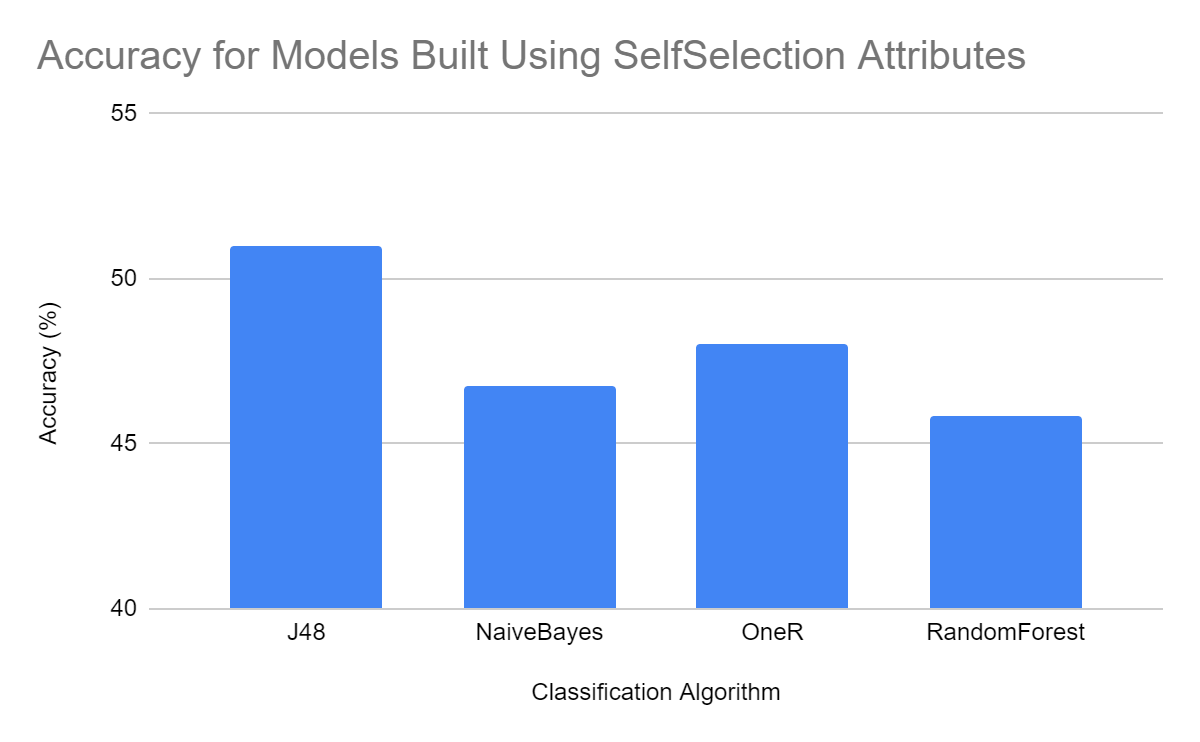 Accuracy for Models Built Using SelfSelection Attributes
55
50
45
40
Accuracy (%)
J48
NaiveBayes
OneR
RandomForest
Classification Algorithm